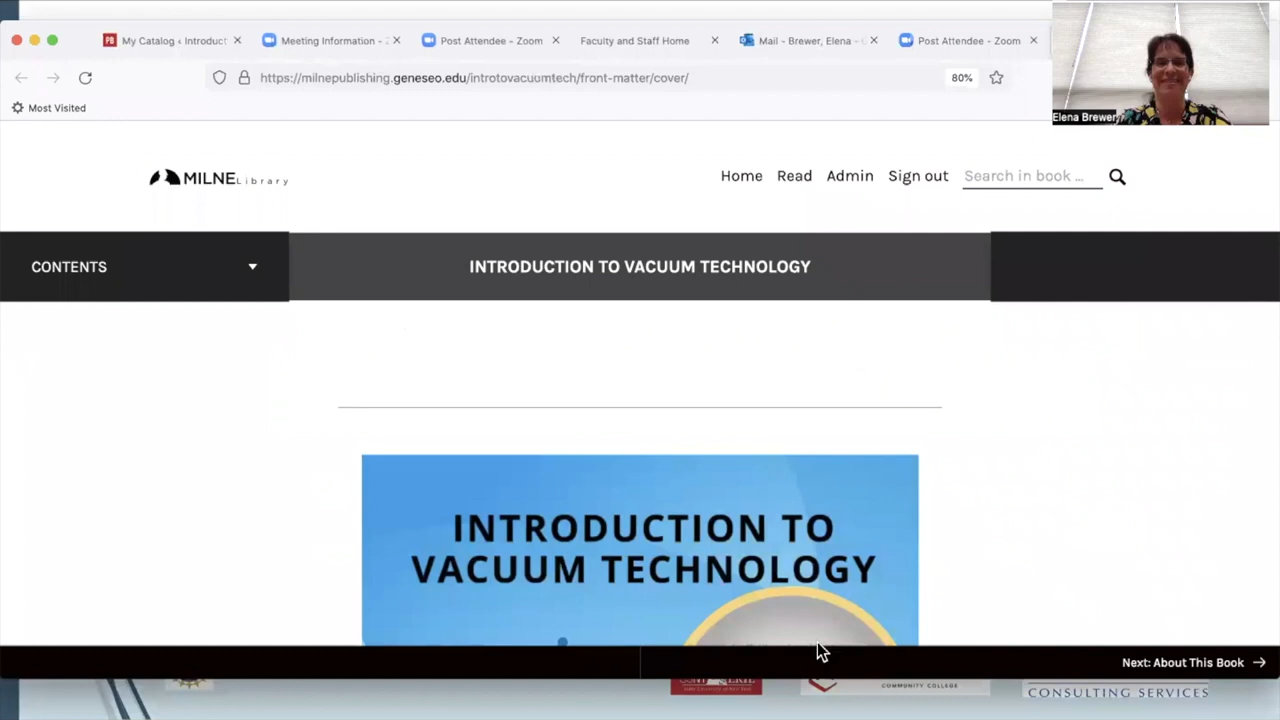 My Catalog ‹ Introduct
Meeting Information - Z
Post Attendee - Zoom
Faculty and Staff Home
Mail - Brewer, Elena -
Post Attendee - Zoom
https://milnepublishing.geneseo.edu/introtovacuumtech/front-matter/cover/
80%
Most Visited
Elena Brewer
MILNE Library
Home
Read
Admin
Sign out
Search in book ...
CONTENTS
INTRODUCTION TO VACUUM TECHNOLOGY
INTRODUCTION TO
VACUUM TECHNOLOGY
Next: About This Book
COMMUNITY COLLEGE
CONSULTING SERVICES